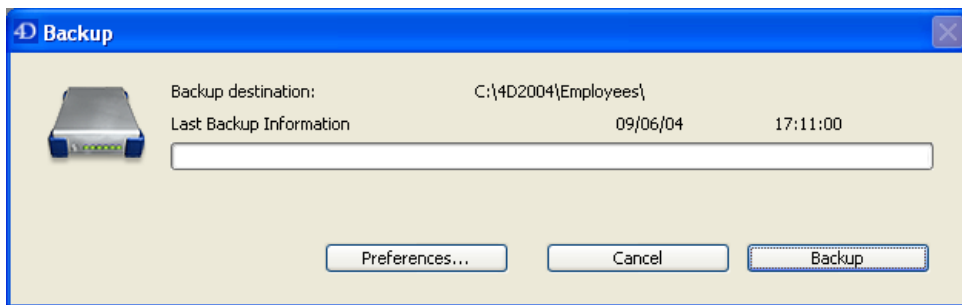 4D Backup
Backup destination: C:\4D2004\Employees\
Last Backup Information 09/06/04 17:11:00
Preferences... Cancel Backup